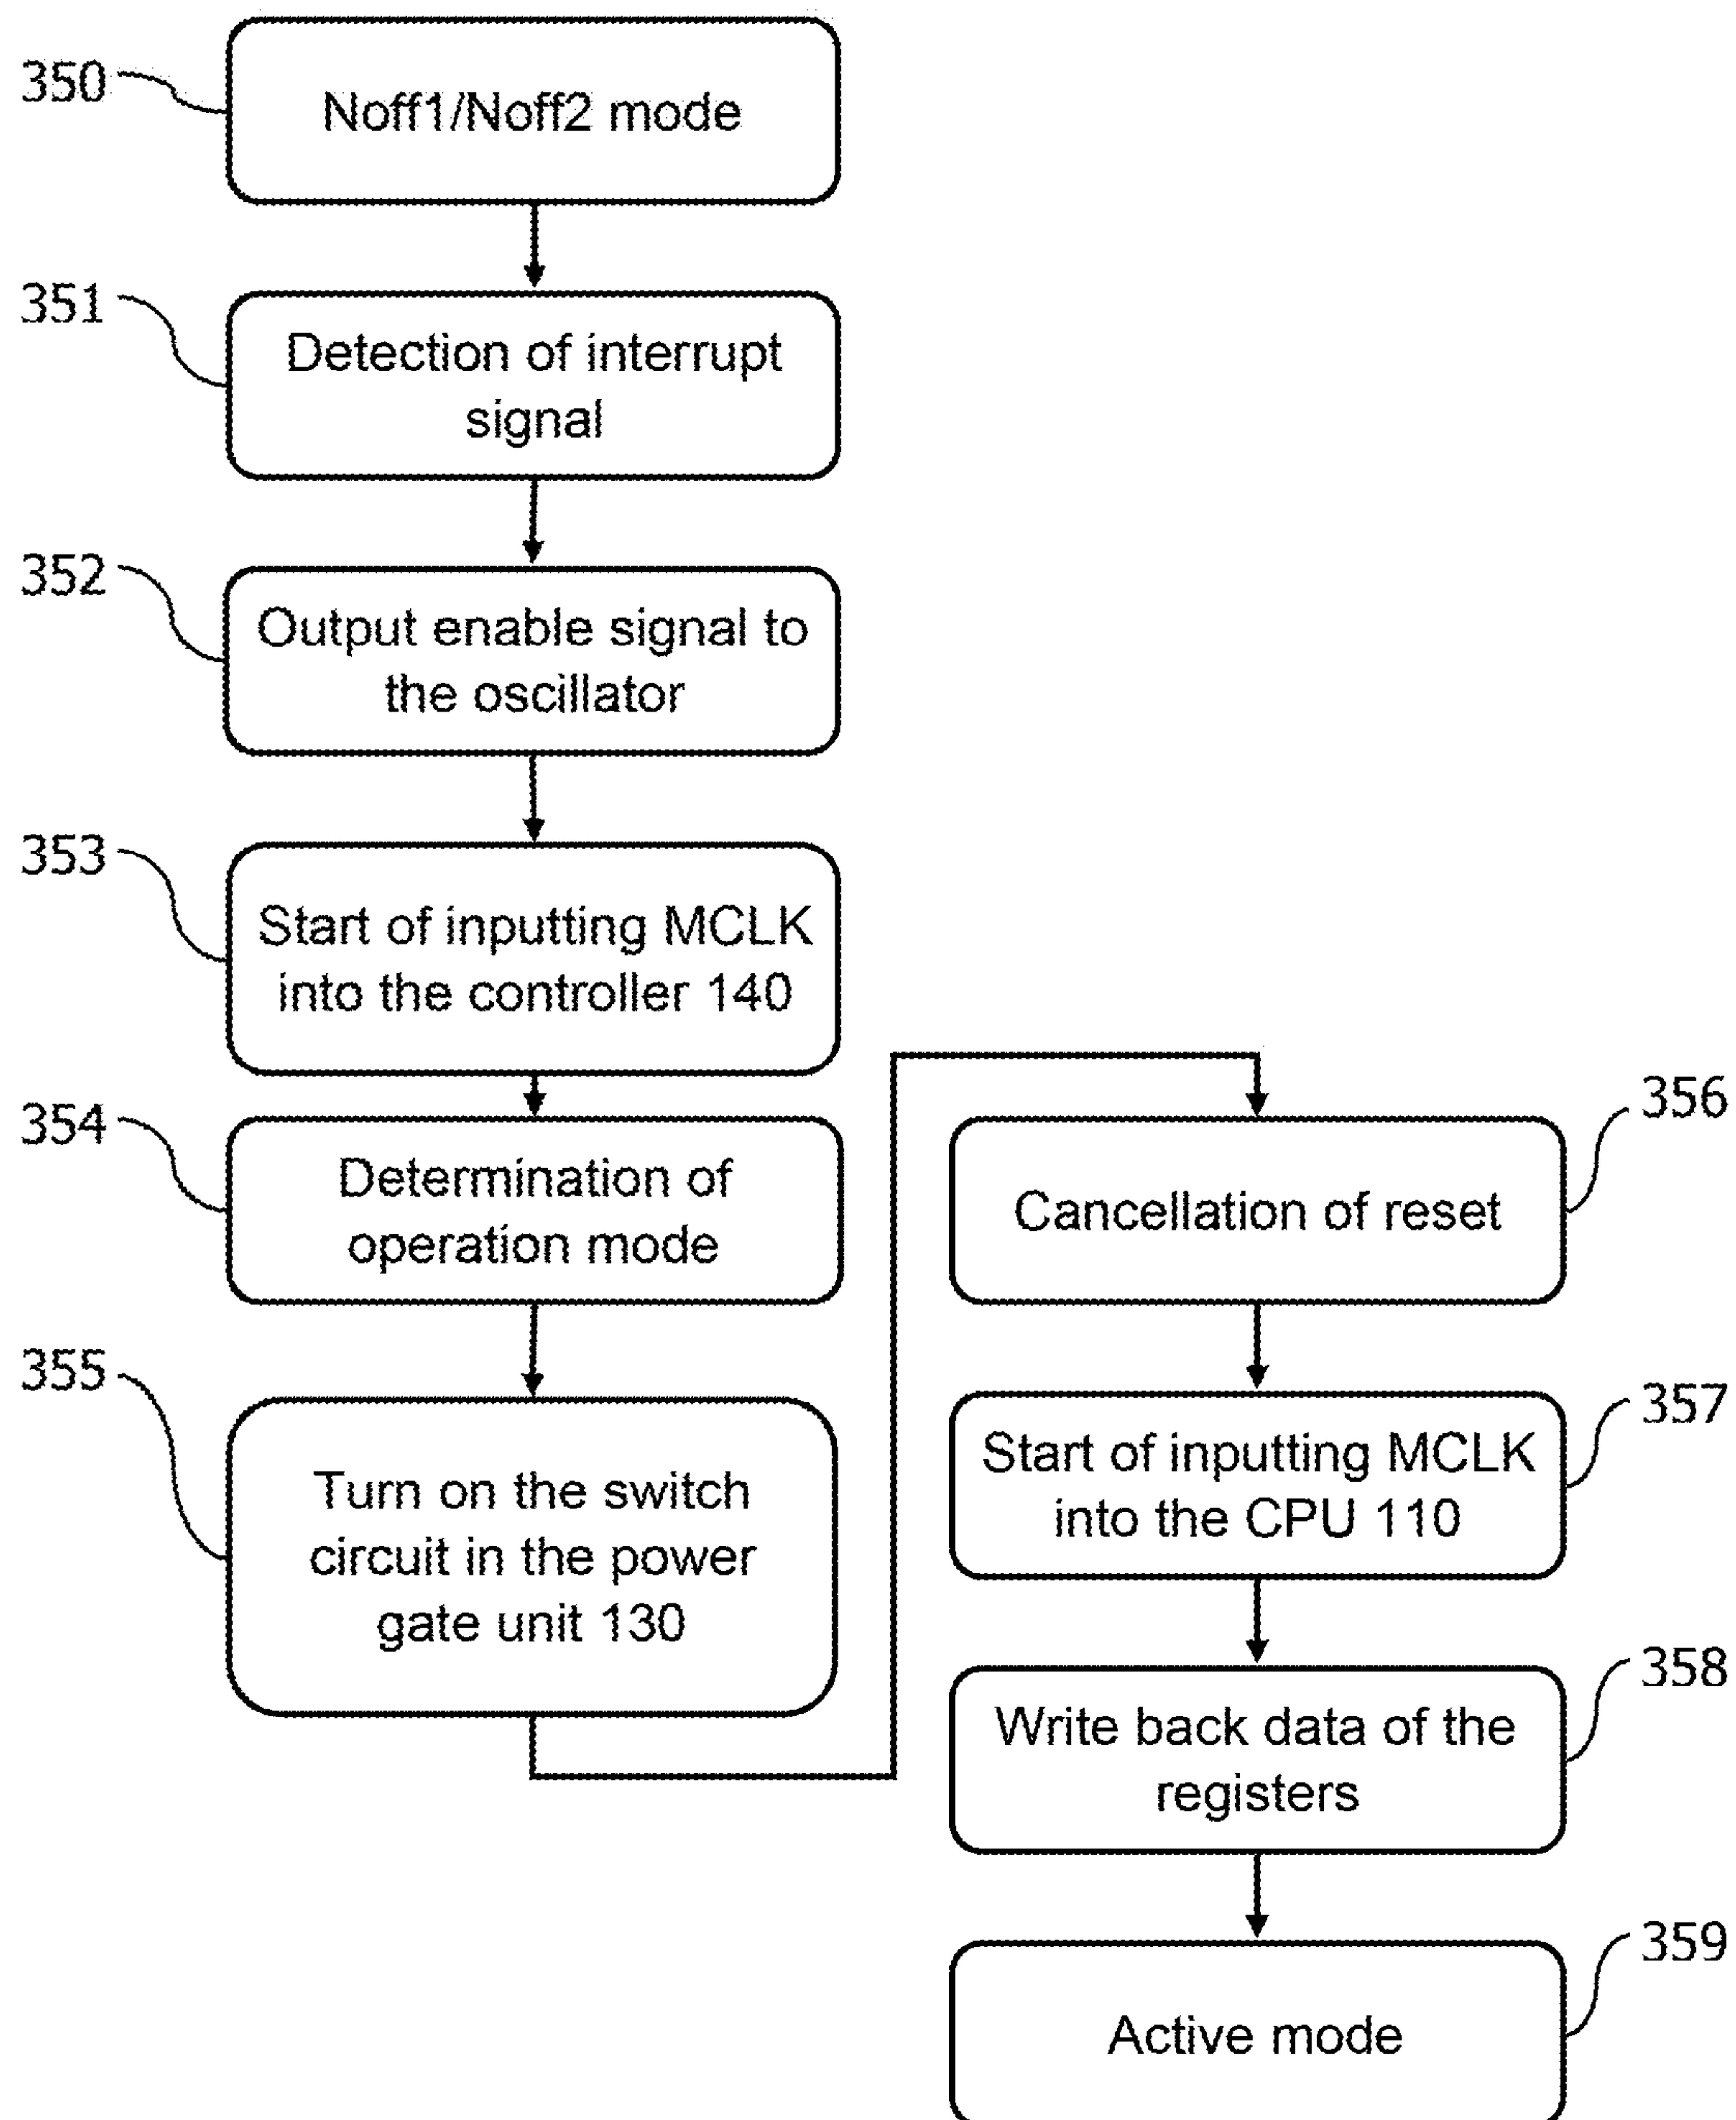 350
Noff1/Noff2 mode
351
Detection of interrupt
signal
352
Output enable signal to
the oscillator
353
Start of inputting MCLK
into the controller 140
354
Determination of
operation mode
355
Turn on the switch
circuit in the power
gate unit 130
356
Cancellation of reset
357
Start of inputting MCLK
into the CPU 110
358
Write back data of the
registers
359
Active mode